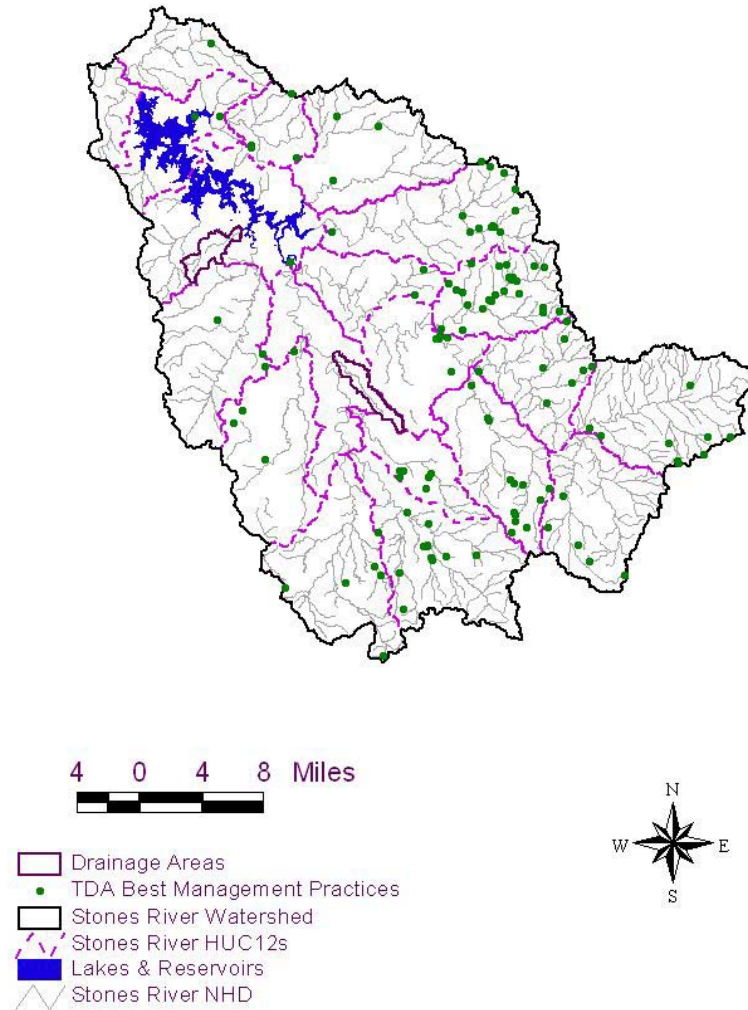 4 0 4 8 Miles
N
W E
S
Drainage Areas
TDA Best Management Practices
Stones River Watershed
Stones River HUC12s
Lakes & Reservoirs
Stones River NHD